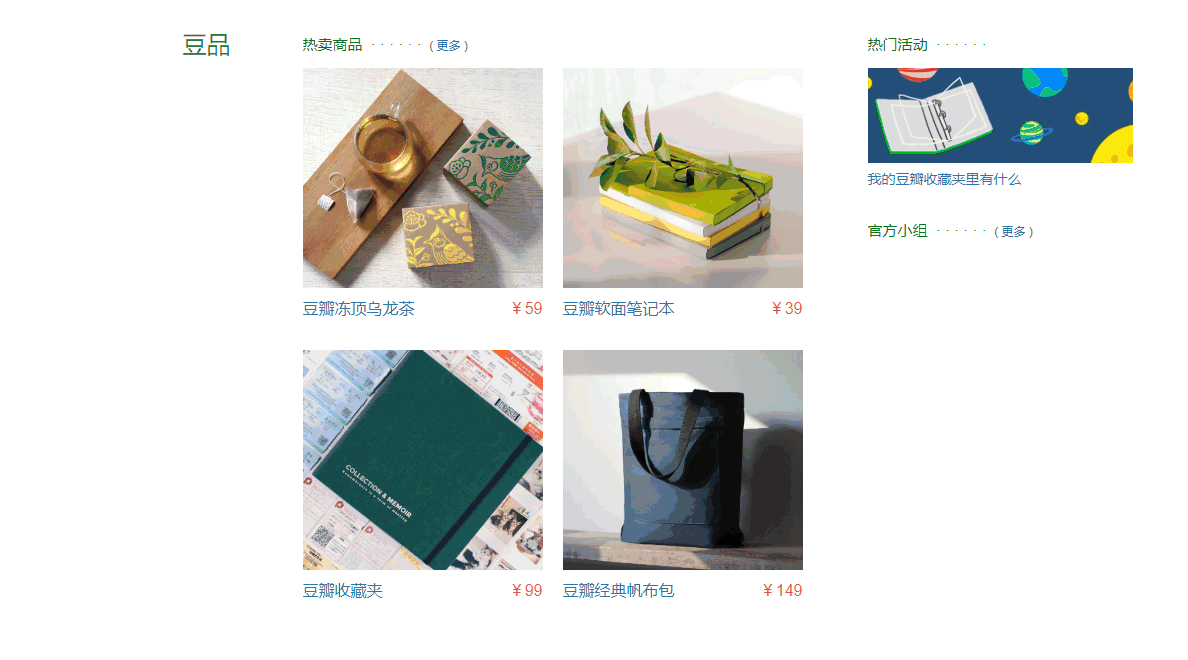 豆品
热卖商品 · · · · · · ( 更多 )
豆瓣冻顶乌龙茶 ¥ 59
豆瓣软面笔记本 ¥ 39
COLLECTION & MEMOIR
豆瓣收藏夹 ¥ 99
豆瓣经典帆布包 ¥ 149
热门活动 · · · · · ·
我的豆瓣收藏夹里有什么
官方小组 · · · · · · ( 更多 )